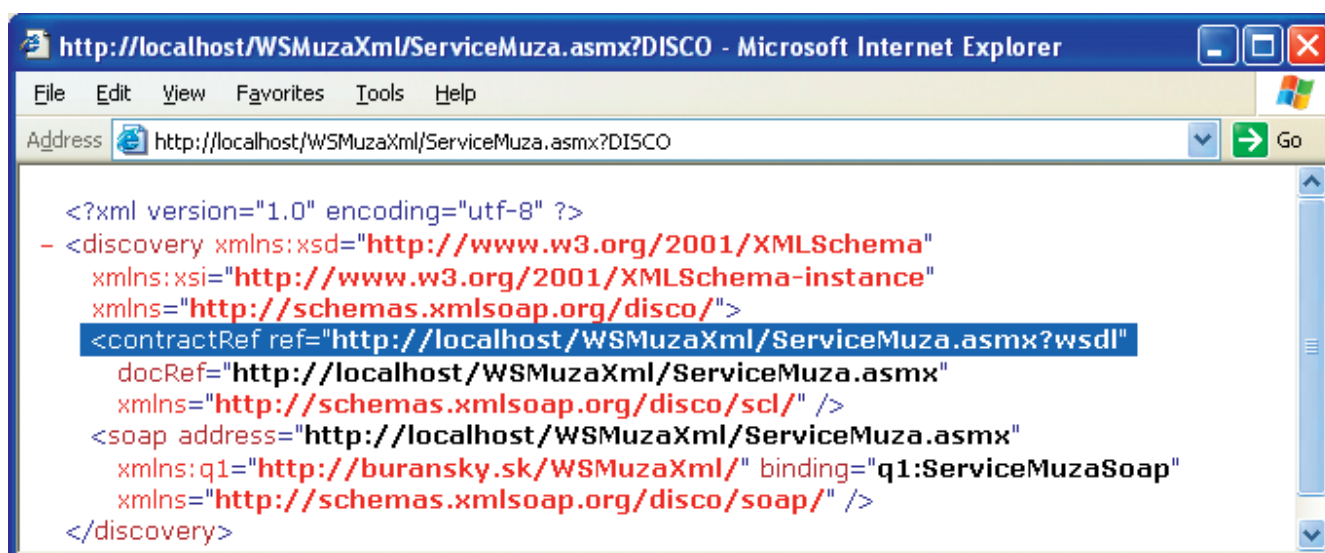 http://localhost/WSMuzaXml/ServiceMuza.asmx?DISCO - Microsoft Internet Explorer
File Edit View Favorites Tools Help
Address http://localhost/WSMuzaXml/ServiceMuza.asmx?DISCO Go
<?xml version="1.0" encoding="utf-8" ?>
- <discovery xmlns:xsd="http://www.w3.org/2001/XMLSchema"
xmlns:xsi="http://www.w3.org/2001/XMLSchema-instance"
xmlns="http://schemas.xmlsoap.org/disco/">
<contractRef ref="http://localhost/WSMuzaXml/ServiceMuza.asmx?wsdl"
docRef="http://localhost/WSMuzaXml/ServiceMuza.asmx"
xmlns="http://schemas.xmlsoap.org/disco/scl/" />
<soap address="http://localhost/WSMuzaXml/ServiceMuza.asmx"
xmlns:q1="http://buransky.sk/WSMuzaXml/" binding="q1:ServiceMuzaSoap"
xmlns="http://schemas.xmlsoap.org/disco/soap/" />
</discovery>